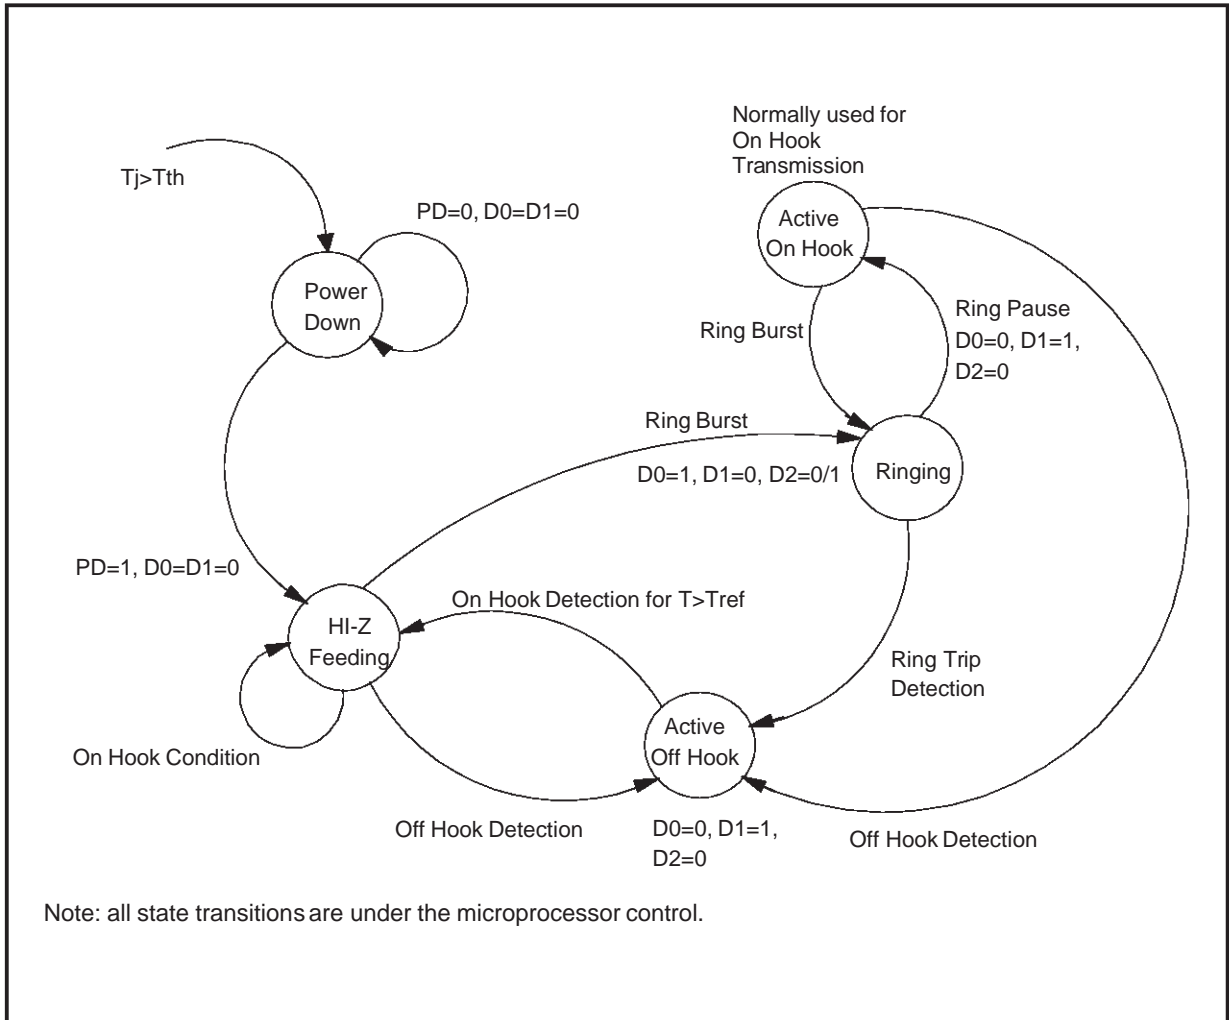 Normally used for
On Hook
Transmission
Tj>Tth
PD=0, D0=D1=0
Active
On Hook
Power
Down
Ring Burst
Ring Pause
D0=0, D1=1,
D2=0
Ring Burst
D0=1, D1=0, D2=0/1
Ringing
PD=1, D0=D1=0
On Hook Detection for T>Tref
HI-Z
Feeding
Ring Trip
Detection
Active
Off Hook
On Hook Condition
Off Hook Detection
D0=0, D1=1,
D2=0
Off Hook Detection
Note: all state transitions are under the microprocessor control.